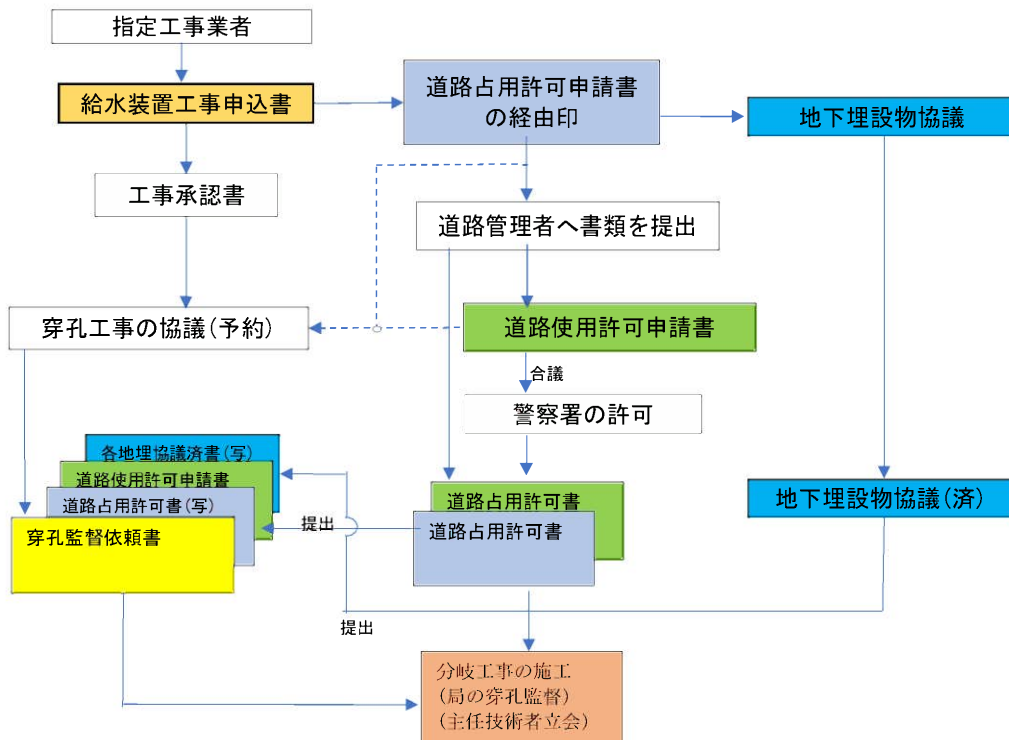 指定工事業者
給水装置工事申込書
道路占用許可申請書
の経由印
地下埋設物協議
工事承認書
道路管理者へ書類を提出
穿孔工事の協議(予約)
道路使用許可申請書
合議
警察署の許可
各地埋協議済書(写)
道路使用許可申請書
道路占用許可書(写)
穿孔監督依頼書
提出
道路占用許可書
道路占用許可書
地下埋設物協議(済)
提出
分岐工事の施工
(局の穿孔監督)
(主任技術者立会)